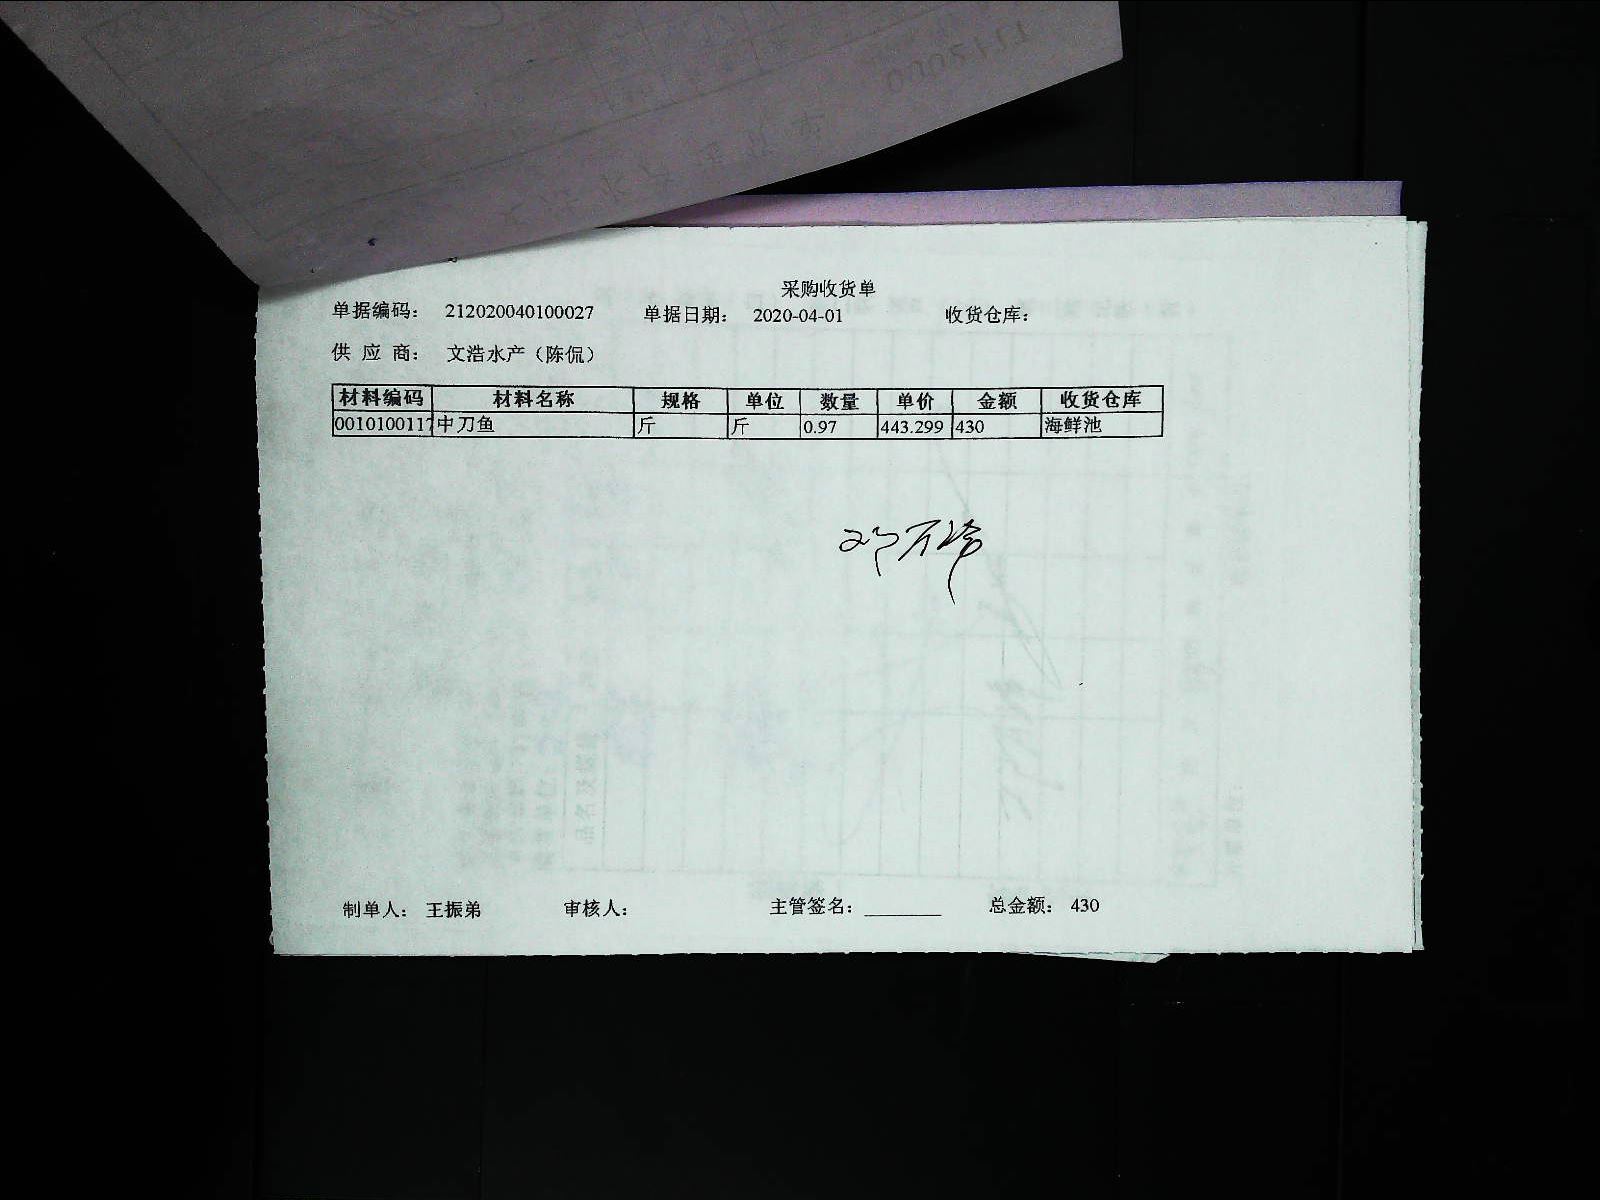 采购收货单
单据编码： 212020040100027 单据日期： 2020-04-01 收货仓库：
供 应 商： 文浩水产（陈侃）
材料编码 材料名称 规格 单位 数量 单价 金额 收货仓库
0010100117 中刀鱼 斤 斤 0.97 443.299 430 海鲜池
制单人： 王振弟 审核人： 主管签名： 总金额： 430